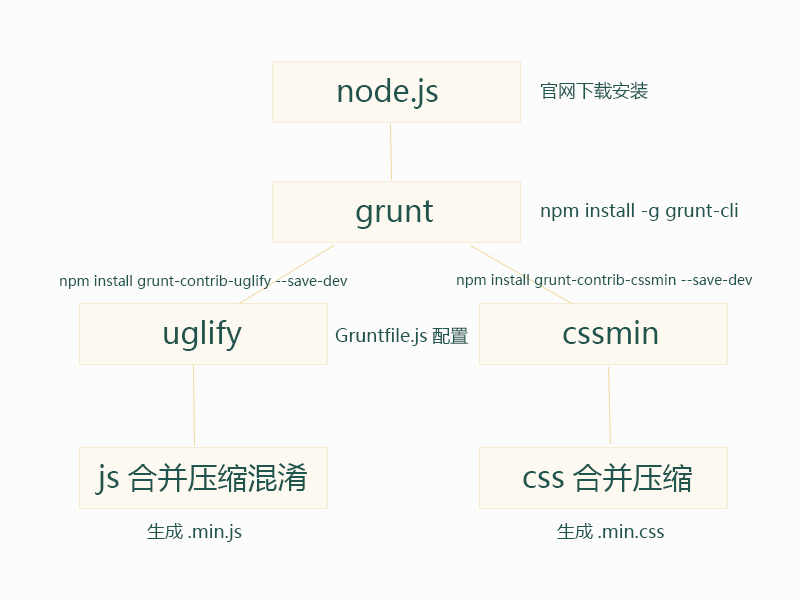 node.js
官网下载安装
grunt
npm install -g grunt-cli
npm install grunt-contrib-uglify --save-dev
npm install grunt-contrib-cssmin --save-dev
uglify
Gruntfile.js 配置
cssmin
js 合并压缩混淆
css 合并压缩
生成 .min.js
生成 .min.css